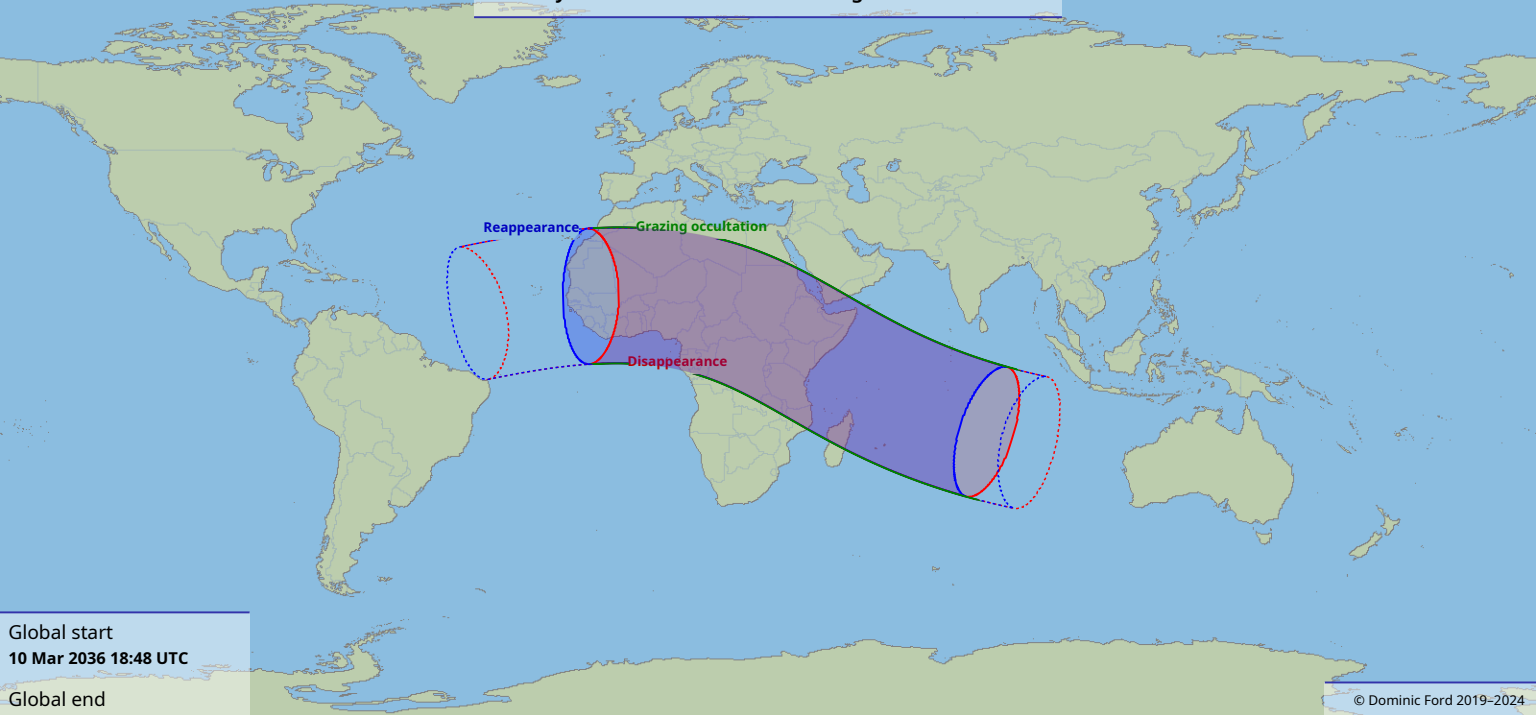 Reappearance
Grazing occultation
Disappearance
Global start
10 Mar 2036 18:48 UTC
Global end
© Dominic Ford 2019–2024